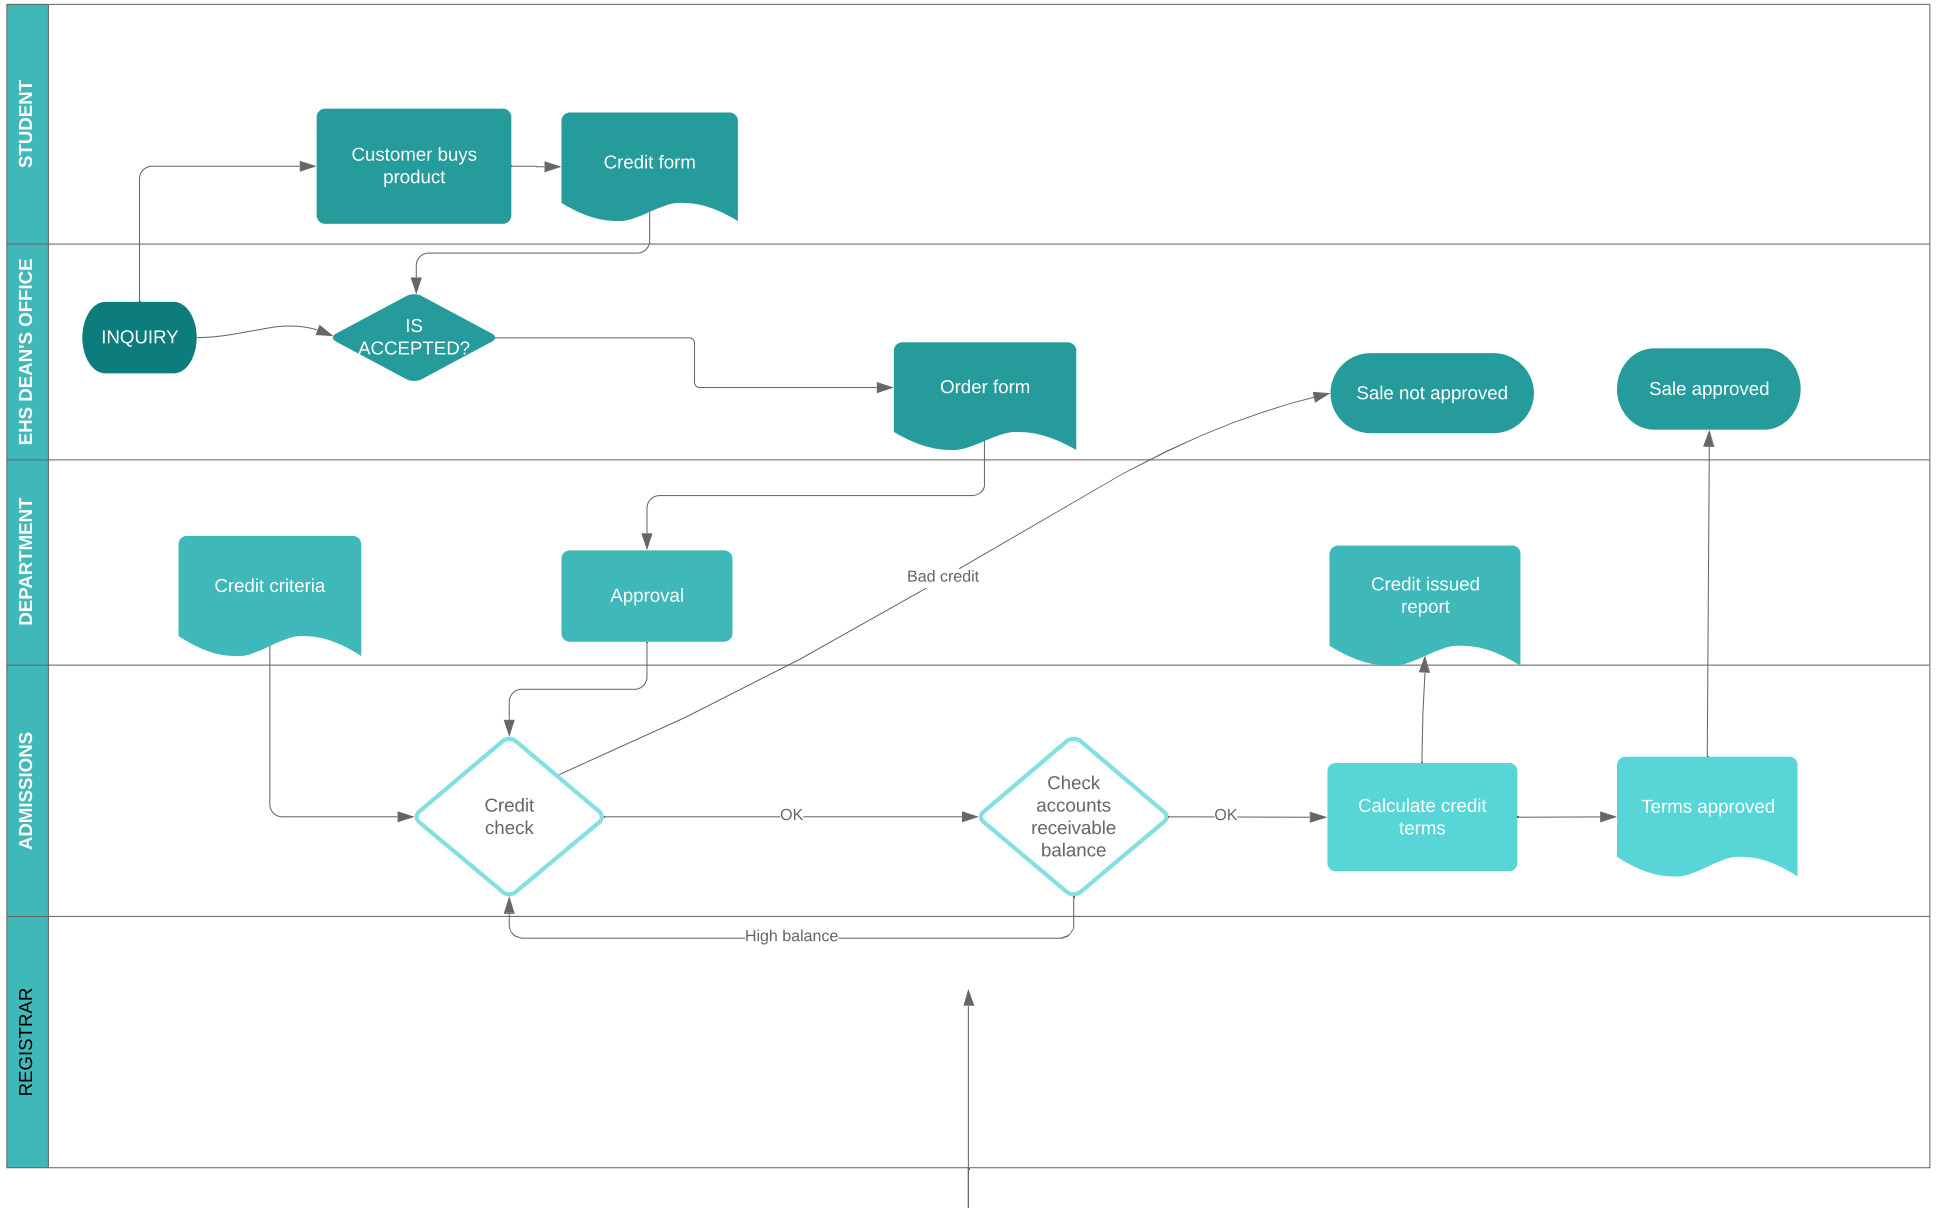 STUDENT
Customer buys
product
Credit form
EHS DEAN'S OFFICE
INQUIRY
IS
ACCEPTED?
Order form
Sale not approved
Sale approved
DEPARTMENT
Credit criteria
Approval
Bad credit
Credit issued
report
ADMISSIONS
Credit
check
OK
Check
accounts
receivable
balance
OK
Calculate credit
terms
Terms approved
High balance
REGISTRAR